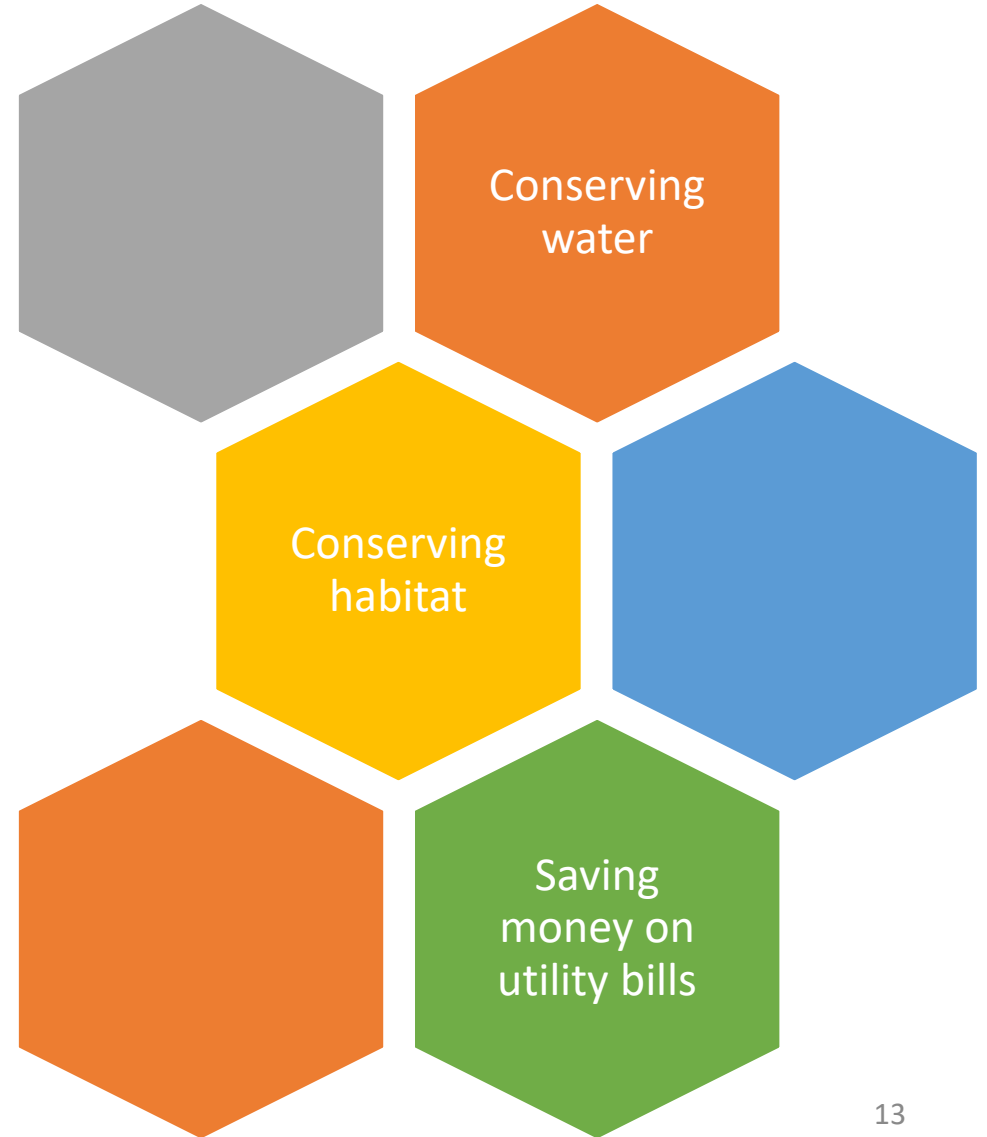 Conserving
water
Conserving
habitat
Saving
money on
utility bills
13